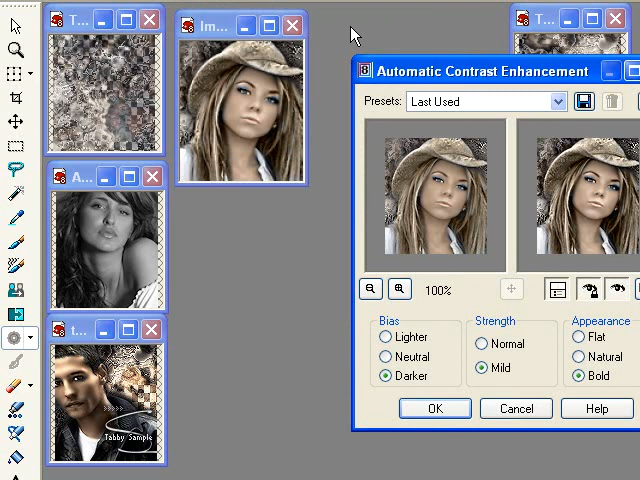 T...
Im...
T...
Automatic Contrast Enhancement
Presets: Last Used
A...
100%
Bias
Strength
Appearance
Lighter
Normal
Flat
Neutral
Natural
Mild
Darker
Bold
OK
Cancel
Help
t...
>>>>>
Tabby Sample